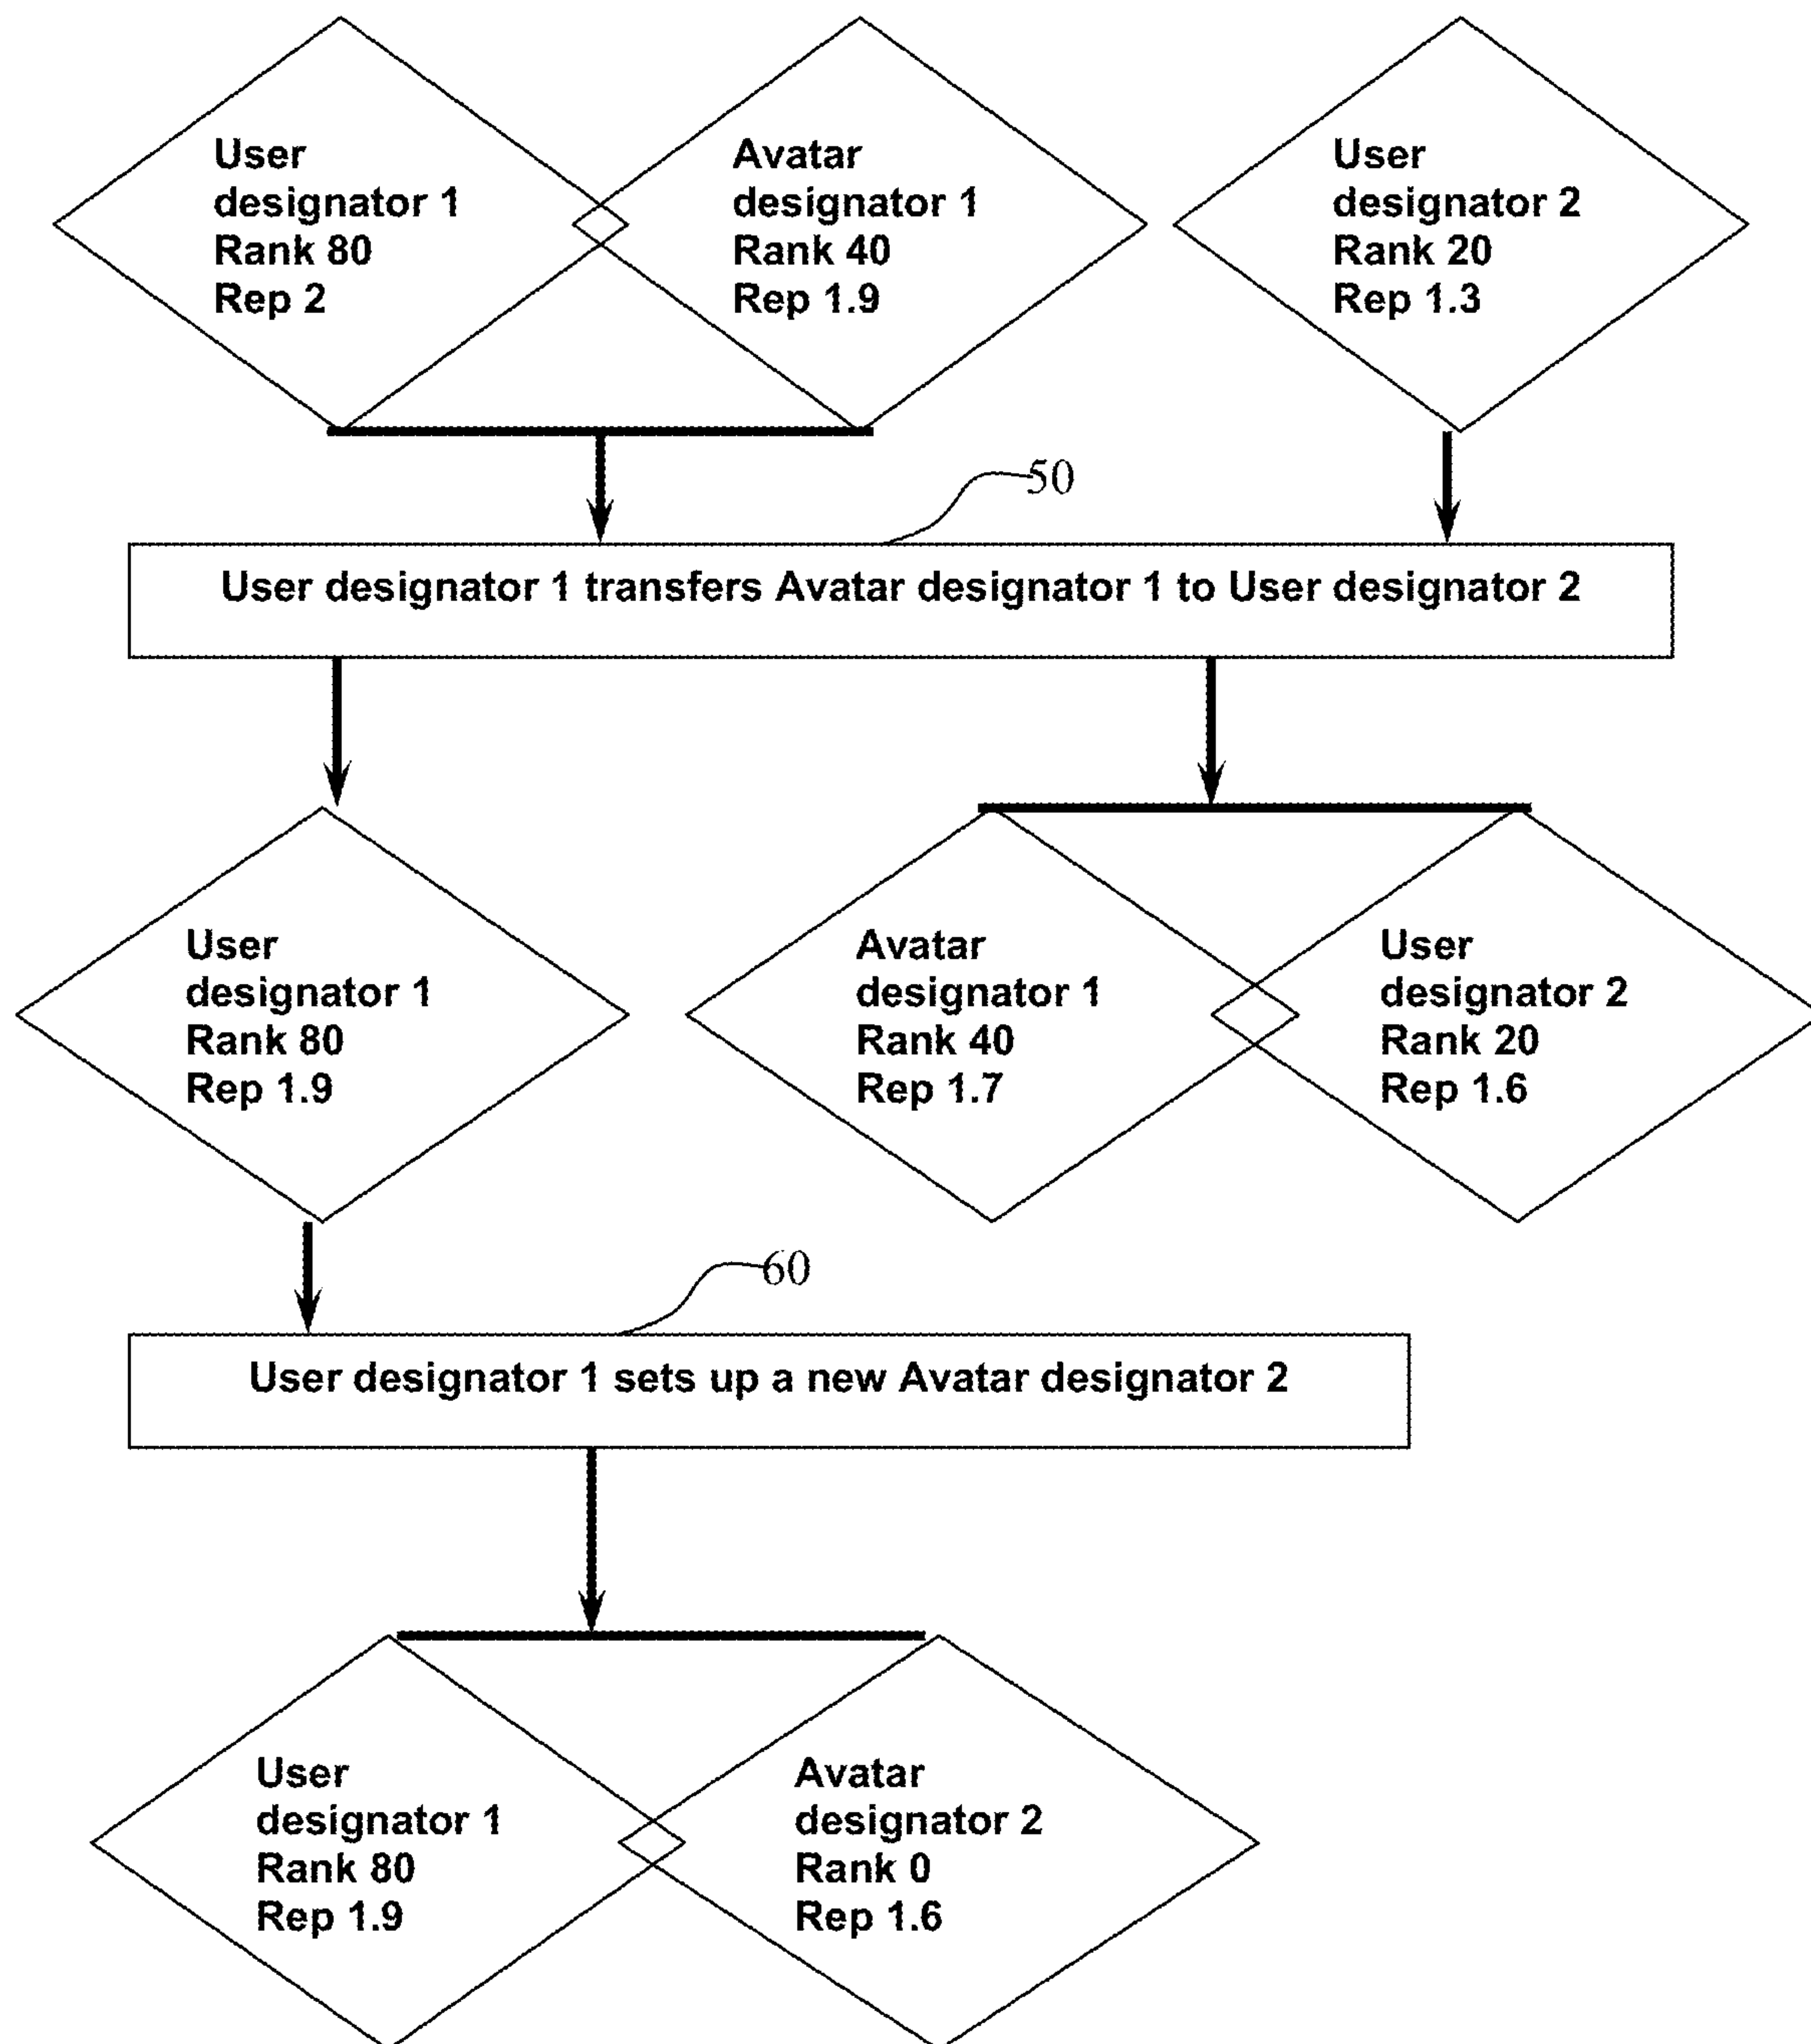 User
designator 1
Rank 80
Rep 2
Avatar
designator 1
Rank 40
Rep 1.9
User
designator 2
Rank 20
Rep 1.3
50
User designator 1 transfers Avatar designator 1 to User designator 2
User
designator 1
Rank 80
Rep 1.9
Avatar
designator 1
Rank 40
Rep 1.7
User
designator 2
Rank 20
Rep 1.6
60
User designator 1 sets up a new Avatar designator 2
User
designator 1
Rank 80
Rep 1.9
Avatar
designator 2
Rank 0
Rep 1.6